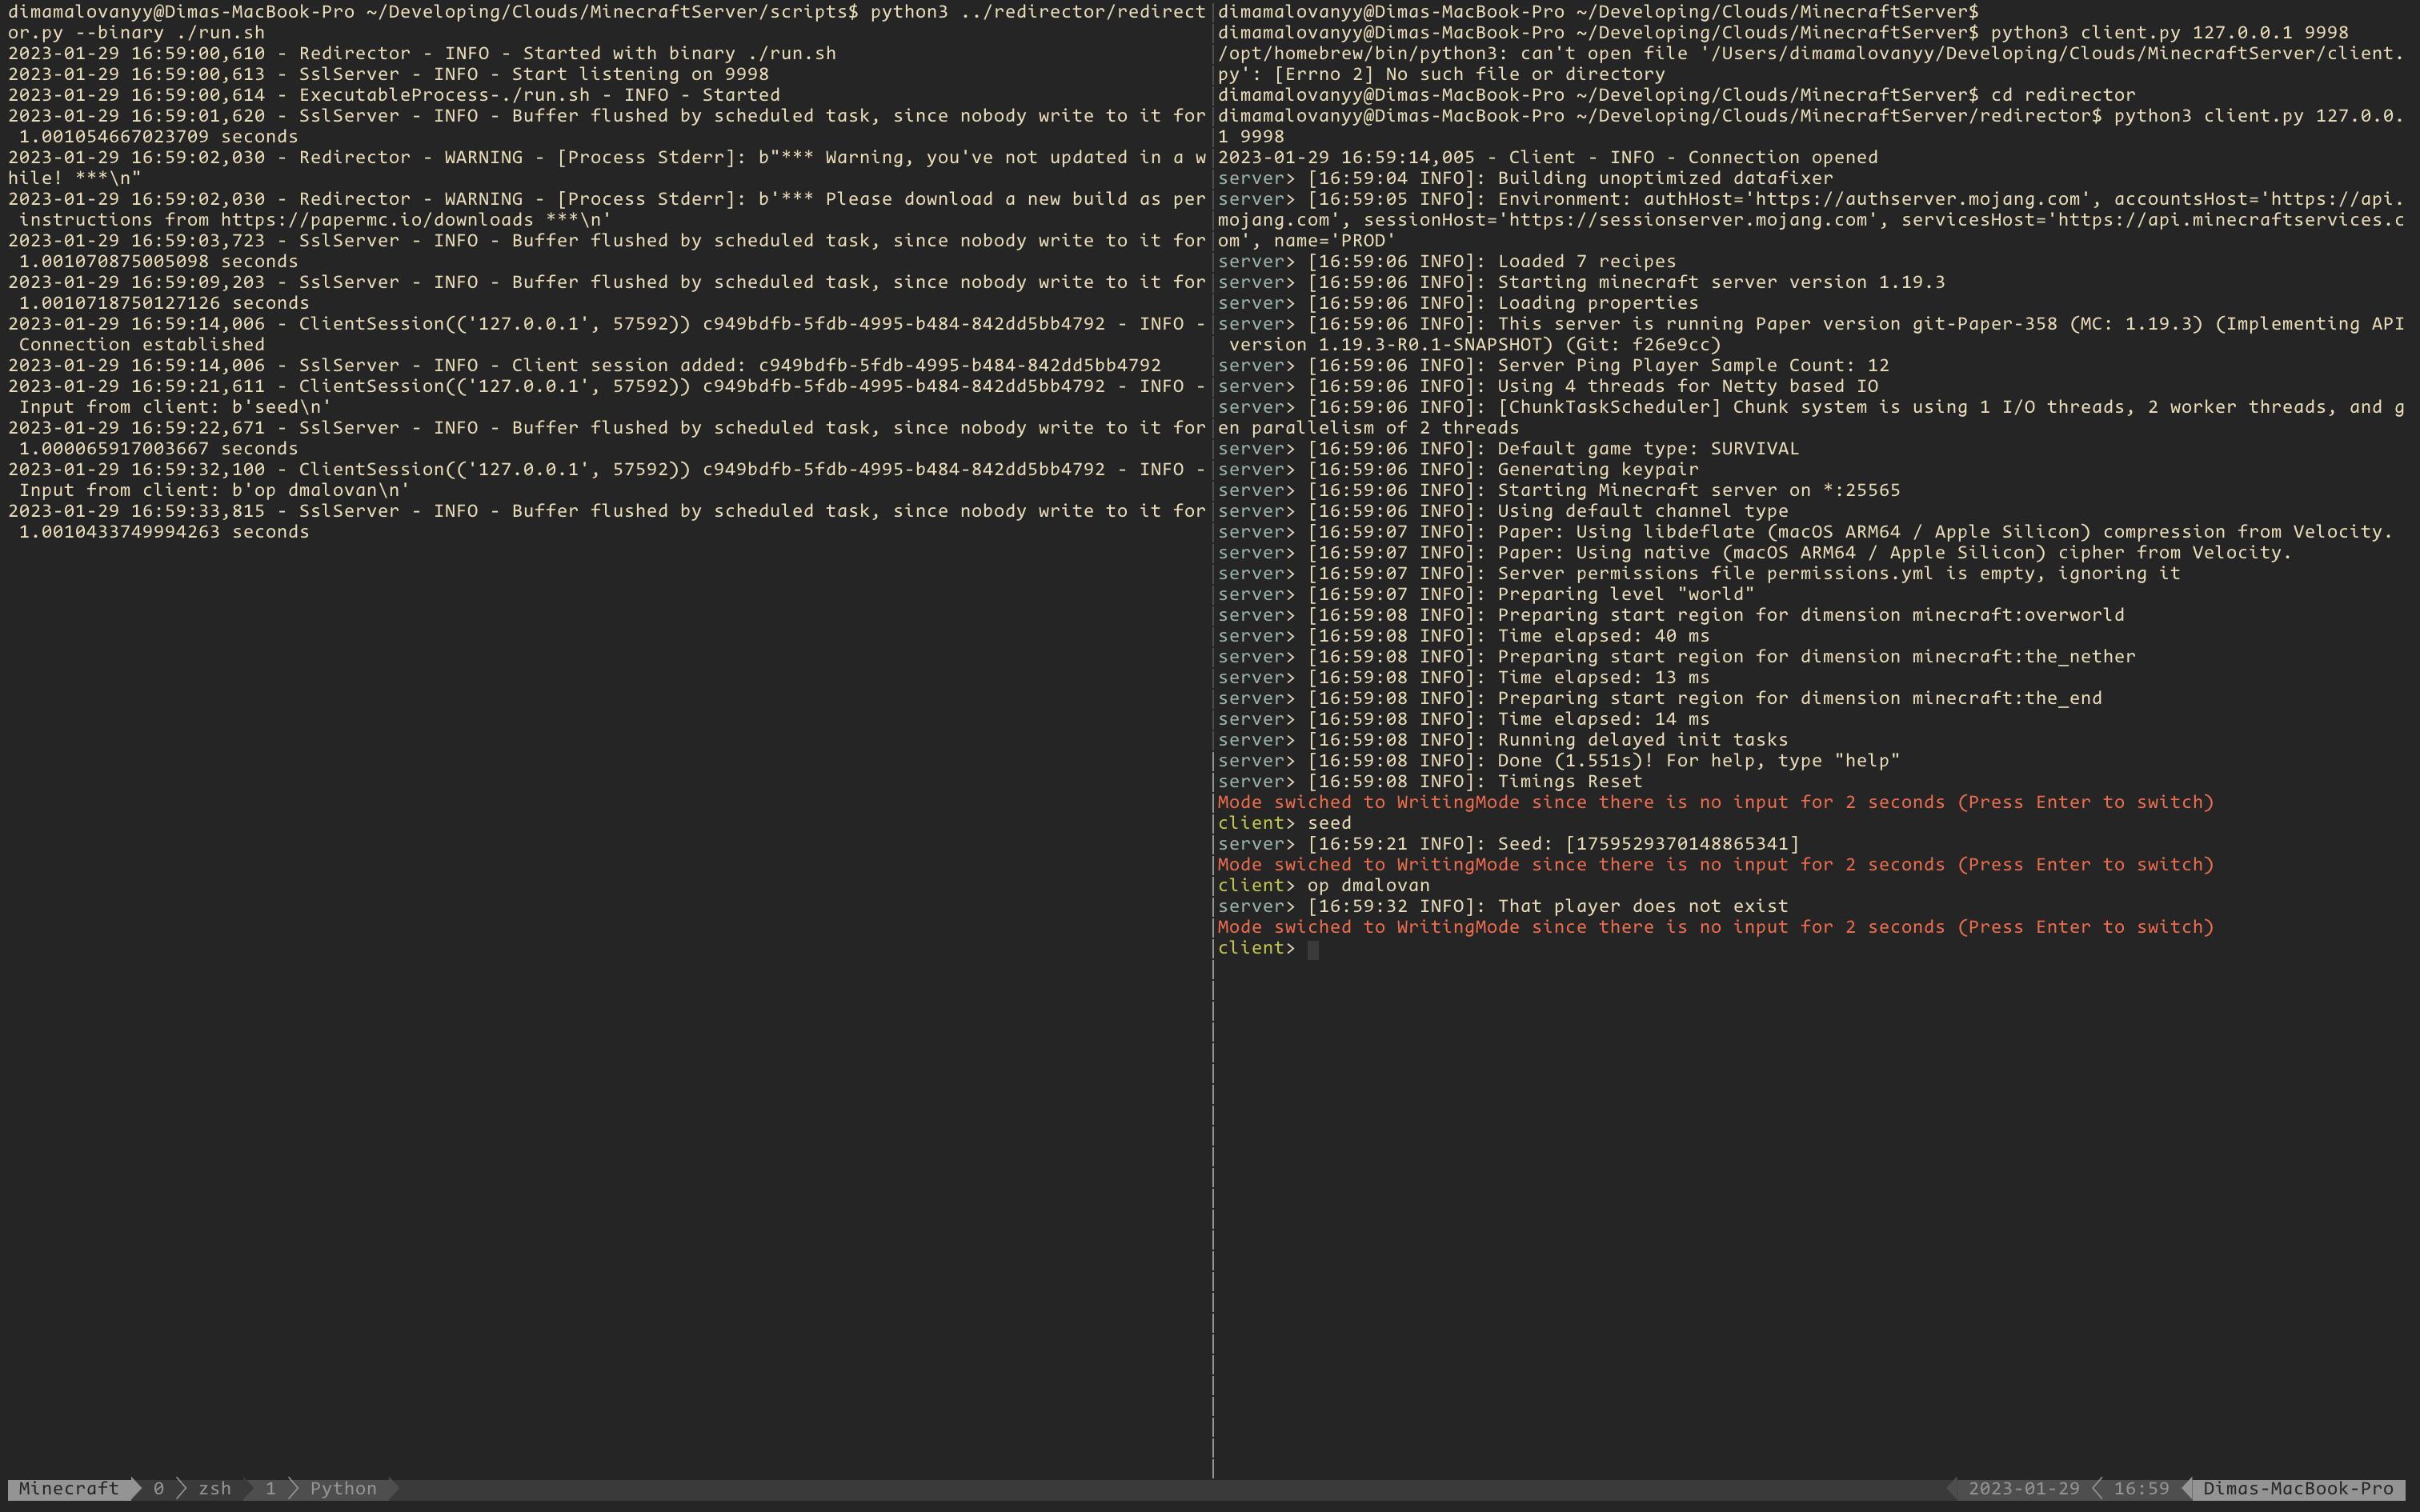 dimamalovanyy@Dimas-MacBook-Pro ~/Developing/Clouds/MinecraftServer/scripts$ python3 ../redirector/redirect
or.py --binary ./run.sh
2023-01-29 16:59:00,610 - Redirector - INFO - Started with binary ./run.sh
2023-01-29 16:59:00,613 - SslServer - INFO - Start listening on 9998
2023-01-29 16:59:00,614 - ExecutableProcess-./run.sh - INFO - Started
2023-01-29 16:59:01,620 - SslServer - INFO - Buffer flushed by scheduled task, since nobody write to it for
1.001054667023709 seconds
2023-01-29 16:59:02,030 - Redirector - WARNING - [Process Stderr]: b"*** Warning, you've not updated in a w
hile! ***\n"
2023-01-29 16:59:02,030 - Redirector - WARNING - [Process Stderr]: b'*** Please download a new build as per
instructions from https://papermc.io/downloads ***\n'
2023-01-29 16:59:03,723 - SslServer - INFO - Buffer flushed by scheduled task, since nobody write to it for
1.001070875005098 seconds
2023-01-29 16:59:09,203 - SslServer - INFO - Buffer flushed by scheduled task, since nobody write to it for
1.0010718750127126 seconds
2023-01-29 16:59:14,006 - ClientSession(('127.0.0.1', 57592)) c949bdfb-5fdb-4995-b484-842dd5bb4792 - INFO -
Connection established
2023-01-29 16:59:14,006 - SslServer - INFO - Client session added: c949bdfb-5fdb-4995-b484-842dd5bb4792
2023-01-29 16:59:21,611 - ClientSession(('127.0.0.1', 57592)) c949bdfb-5fdb-4995-b484-842dd5bb4792 - INFO -
Input from client: b'seed\n'
2023-01-29 16:59:22,671 - SslServer - INFO - Buffer flushed by scheduled task, since nobody write to it for
1.000065917003667 seconds
2023-01-29 16:59:32,100 - ClientSession(('127.0.0.1', 57592)) c949bdfb-5fdb-4995-b484-842dd5bb4792 - INFO -
Input from client: b'op dmalovan\n'
2023-01-29 16:59:33,815 - SslServer - INFO - Buffer flushed by scheduled task, since nobody write to it for
1.0010433749994263 seconds
dimamalovanyy@Dimas-MacBook-Pro ~/Developing/Clouds/MinecraftServer$
dimamalovanyy@Dimas-MacBook-Pro ~/Developing/Clouds/MinecraftServer$ python3 client.py 127.0.0.1 9998
/opt/homebrew/bin/python3: can't open file '/Users/dimamalovanyy/Developing/Clouds/MinecraftServer/client.
py': [Errno 2] No such file or directory
dimamalovanyy@Dimas-MacBook-Pro ~/Developing/Clouds/MinecraftServer$ cd redirector
dimamalovanyy@Dimas-MacBook-Pro ~/Developing/Clouds/MinecraftServer/redirector$ python3 client.py 127.0.0.
1 9998
2023-01-29 16:59:14,005 - Client - INFO - Connection opened
server> [16:59:04 INFO]: Building unoptimized datafixer
server> [16:59:05 INFO]: Environment: authHost='https://authserver.mojang.com', accountsHost='https://api.
mojang.com', sessionHost='https://sessionserver.mojang.com', servicesHost='https://api.minecraftservices.c
om', name='PROD'
server> [16:59:06 INFO]: Loaded 7 recipes
server> [16:59:06 INFO]: Starting minecraft server version 1.19.3
server> [16:59:06 INFO]: Loading properties
server> [16:59:06 INFO]: This server is running Paper version git-Paper-358 (MC: 1.19.3) (Implementing API
version 1.19.3-R0.1-SNAPSHOT) (Git: f26e9cc)
server> [16:59:06 INFO]: Server Ping Player Sample Count: 12
server> [16:59:06 INFO]: Using 4 threads for Netty based IO
server> [16:59:06 INFO]: [ChunkTaskScheduler] Chunk system is using 1 I/O threads, 2 worker threads, and g
en parallelism of 2 threads
server> [16:59:06 INFO]: Default game type: SURVIVAL
server> [16:59:06 INFO]: Generating keypair
server> [16:59:06 INFO]: Starting Minecraft server on *:25565
server> [16:59:06 INFO]: Using default channel type
server> [16:59:07 INFO]: Paper: Using libdeflate (macOS ARM64 / Apple Silicon) compression from Velocity.
server> [16:59:07 INFO]: Paper: Using native (macOS ARM64 / Apple Silicon) cipher from Velocity.
server> [16:59:07 INFO]: Server permissions file permissions.yml is empty, ignoring it
server> [16:59:07 INFO]: Preparing level "world"
server> [16:59:08 INFO]: Preparing start region for dimension minecraft:overworld
server> [16:59:08 INFO]: Time elapsed: 40 ms
server> [16:59:08 INFO]: Preparing start region for dimension minecraft:the_nether
server> [16:59:08 INFO]: Time elapsed: 13 ms
server> [16:59:08 INFO]: Preparing start region for dimension minecraft:the_end
server> [16:59:08 INFO]: Time elapsed: 14 ms
server> [16:59:08 INFO]: Running delayed init tasks
server> [16:59:08 INFO]: Done (1.551s)! For help, type "help"
server> [16:59:08 INFO]: Timings Reset
Mode swiched to WritingMode since there is no input for 2 seconds (Press Enter to switch)
client> seed
server> [16:59:21 INFO]: Seed: [1759529370148865341]
Mode swiched to WritingMode since there is no input for 2 seconds (Press Enter to switch)
client> op dmalovan
server> [16:59:32 INFO]: That player does not exist
Mode swiched to WritingMode since there is no input for 2 seconds (Press Enter to switch)
client>
Minecraft 0 zsh 1 Python 2023-01-29 16:59 Dimas-MacBook-Pro